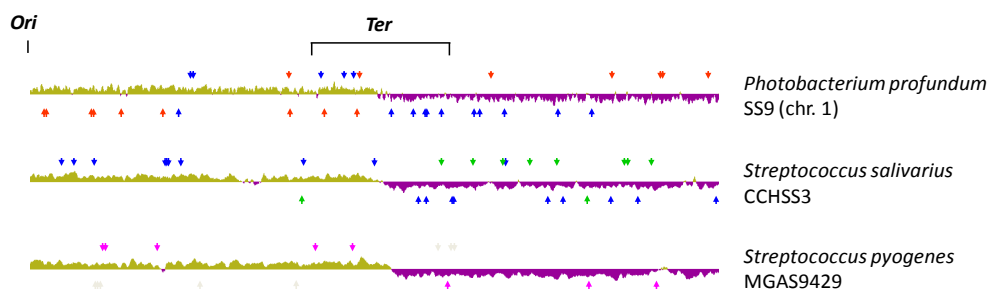 Ori
Ter
Photobacterium profundum
SS9 (chr. 1)
Streptococcus salivarius
CCHSS3
Streptococcus pyogenes
MGAS9429